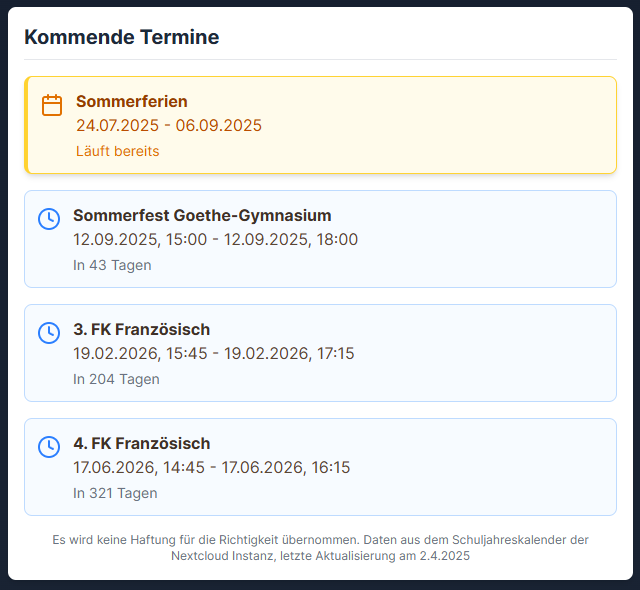 Kommende Termine
Sommerferien
24.07.2025 - 06.09.2025
Läuft bereits
Sommerfest Goethe-Gymnasium
12.09.2025, 15:00 - 12.09.2025, 18:00
In 43 Tagen
3. FK Französisch
19.02.2026, 15:45 - 19.02.2026, 17:15
In 204 Tagen
4. FK Französisch
17.06.2026, 14:45 - 17.06.2026, 16:15
In 321 Tagen
Es wird keine Haftung für die Richtigkeit übernommen. Daten aus dem Schuljahreskalender der
Nextcloud Instanz, letzte Aktualisierung am 2.4.2025